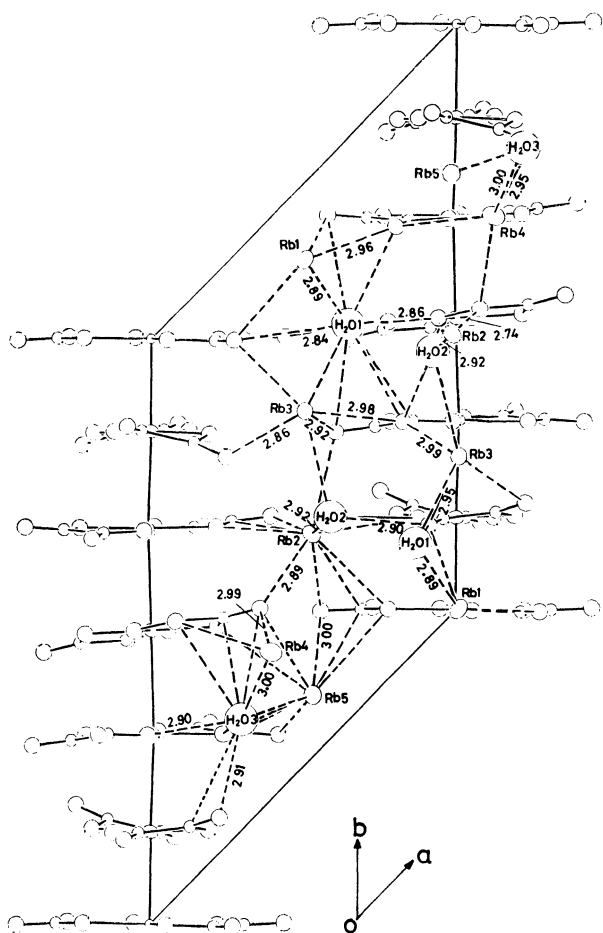 H₂O3
Rb5
3.00
2.95
Rb4
Rb1
2.96
2.89
H₂O1
2.86
2.84
Rb2
2.74
H₂O2
2.92
Rb3
2.98
2.86
2.92
2.99
Rb3
2.95
2.92
H₂O2
Rb2
2.90
H₂O1
2.89
2.89
Rb1
2.99
3.00
Rb4
3.00
Rb5
H₂O3
2.90
2.91
b
a
o